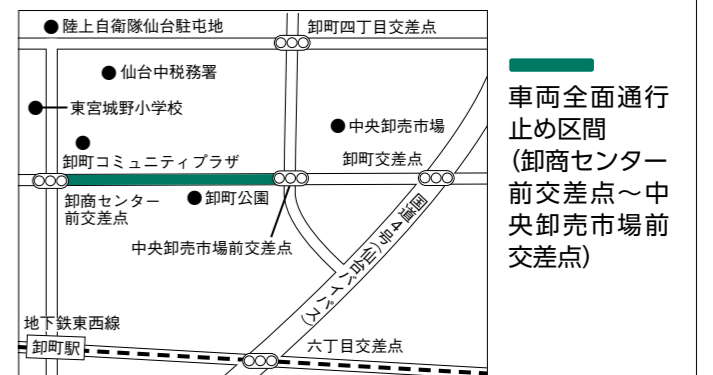 ●陸上自衛隊仙台駐屯地
卸町四丁目交差点
●仙台中税務署
●東宮城野小学校
●中央卸売市場
●
卸町コミュニティプラザ
卸町交差点
卸商センター
前交差点
●卸町公園
中央卸売市場前交差点
国道4号(仙台バイパス)
地下鉄東西線
卸町駅
六丁目交差点
車両全面通行
止め区間
(卸商センター
前交差点～中
央卸売市場前
交差点)